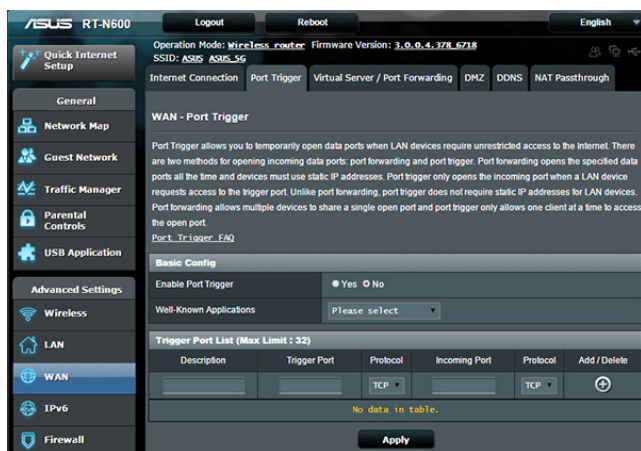 ASUS RT-N600 Logout Reboot English
Quick Internet
Setup
General
Network Map
Guest Network
Traffic Manager
Parental
Controls
USB Application
Advanced Settings
Wireless
LAN
WAN
IPv6
Firewall
Operation Mode: Wireless router Firmware Version: 3.0.0.4.378_6718
SSID: ASUS ASUS_5G
Internet Connection Port Trigger Virtual Server / Port Forwarding DMZ DDNS NAT Passthrough
WAN - Port Trigger
Port Trigger allows you to temporarily open data ports when LAN devices require unrestricted access to the Internet. There
are two methods for opening incoming data ports: port forwarding and port trigger. Port forwarding opens the specified data
ports all the time and devices must use static IP addresses. Port trigger only opens the incoming port when a LAN device
requests access to the trigger port. Unlike port forwarding, port trigger does not require static IP addresses for LAN devices.
Port forwarding allows multiple devices to share a single open port and port trigger only allows one client at a time to access
the open port.
Port Trigger FAQ
Basic Config
Enable Port Trigger Yes No
Well-Known Applications Please select
Trigger Port List (Max Limit : 32)
Description Trigger Port Protocol Incoming Port Protocol Add / Delete
TCP TCP
No data in table.
Apply